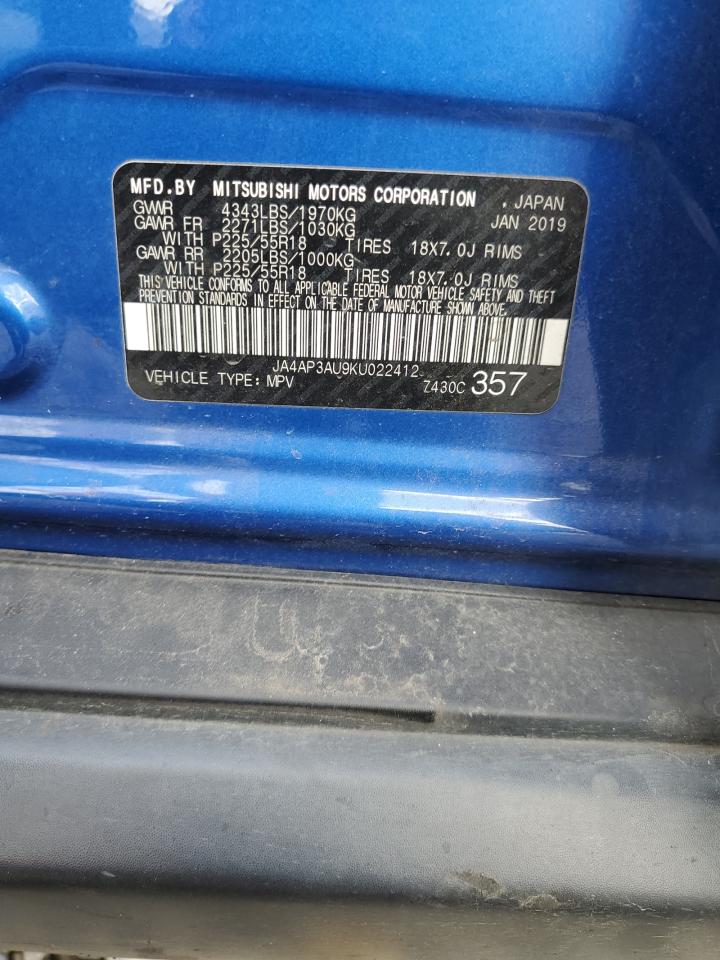 MFD.BY MITSUBISHI MOTORS CORPORATION . JAPAN
GVWR 4343LBS/1970KG JAN 2019
GAWR FR 2271LBS/1030KG
WITH P225/55R18 TIRES 18X7.0J RIMS
GAWR RR 2205LBS/1000KG
WITH P225/55R18 TIRES 18X7.0J RIMS
THIS VEHICLE CONFORMS TO ALL APPLICABLE FEDERAL MOTOR VEHICLE SAFETY AND THEFT
PREVENTION STANDARDS IN EFFECT ON THE DATE OF MANUFACTURE SHOWN ABOVE.
JA4AP3AU9KU022412
VEHICLE TYPE: MPV Z430C 357